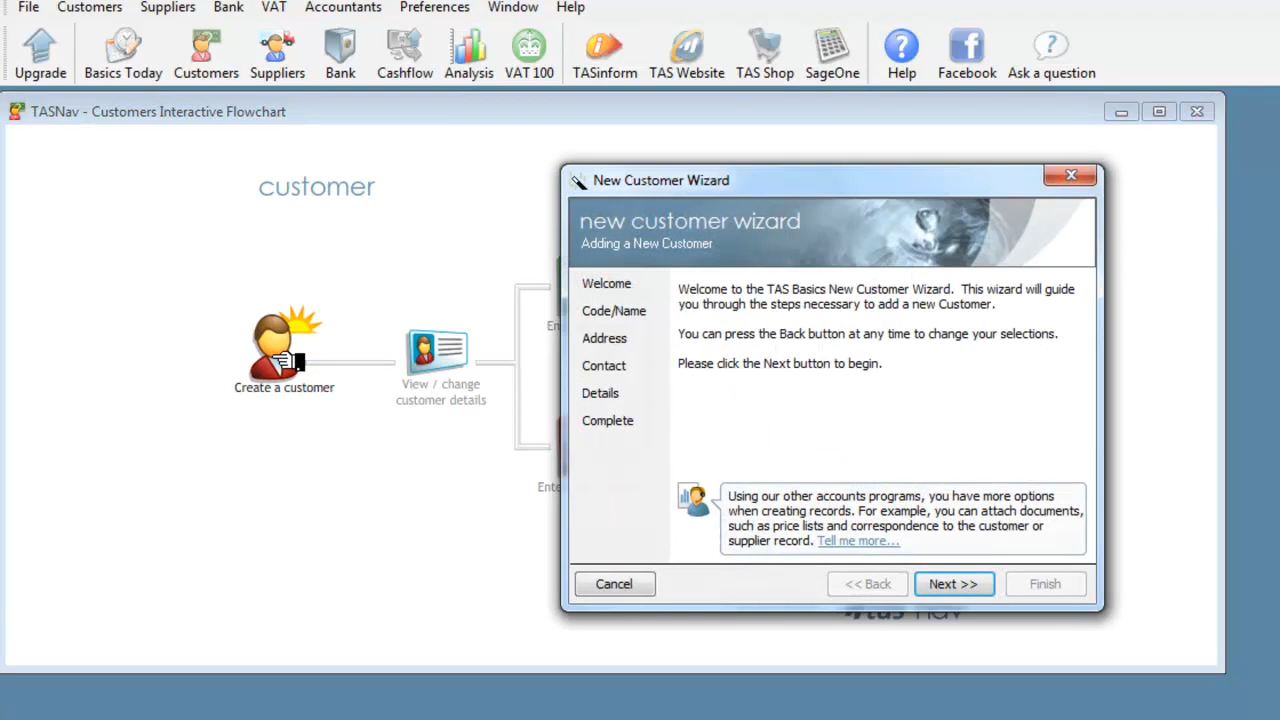 File Customers Suppliers Bank VAT Accountants Preferences Window Help
Upgrade Basics Today Customers Suppliers Bank Cashflow Analysis VAT 100 TASinform TAS Website TAS Shop SageOne Help Facebook Ask a question
TASNav - Customers Interactive Flowchart
customer
Create a customer
View / change
customer details
New Customer Wizard
new customer wizard
Adding a New Customer
Welcome
Code/Name
Address
Contact
Details
Complete
Welcome to the TAS Basics New Customer Wizard. This wizard will guide
you through the steps necessary to add a new Customer.
You can press the Back button at any time to change your selections.
Please click the Next button to begin.
Using our other accounts programs, you have more options
when creating records. For example, you can attach documents,
such as price lists and correspondence to the customer or
supplier record. Tell me more...
Cancel
<< Back
Next >>
Finish